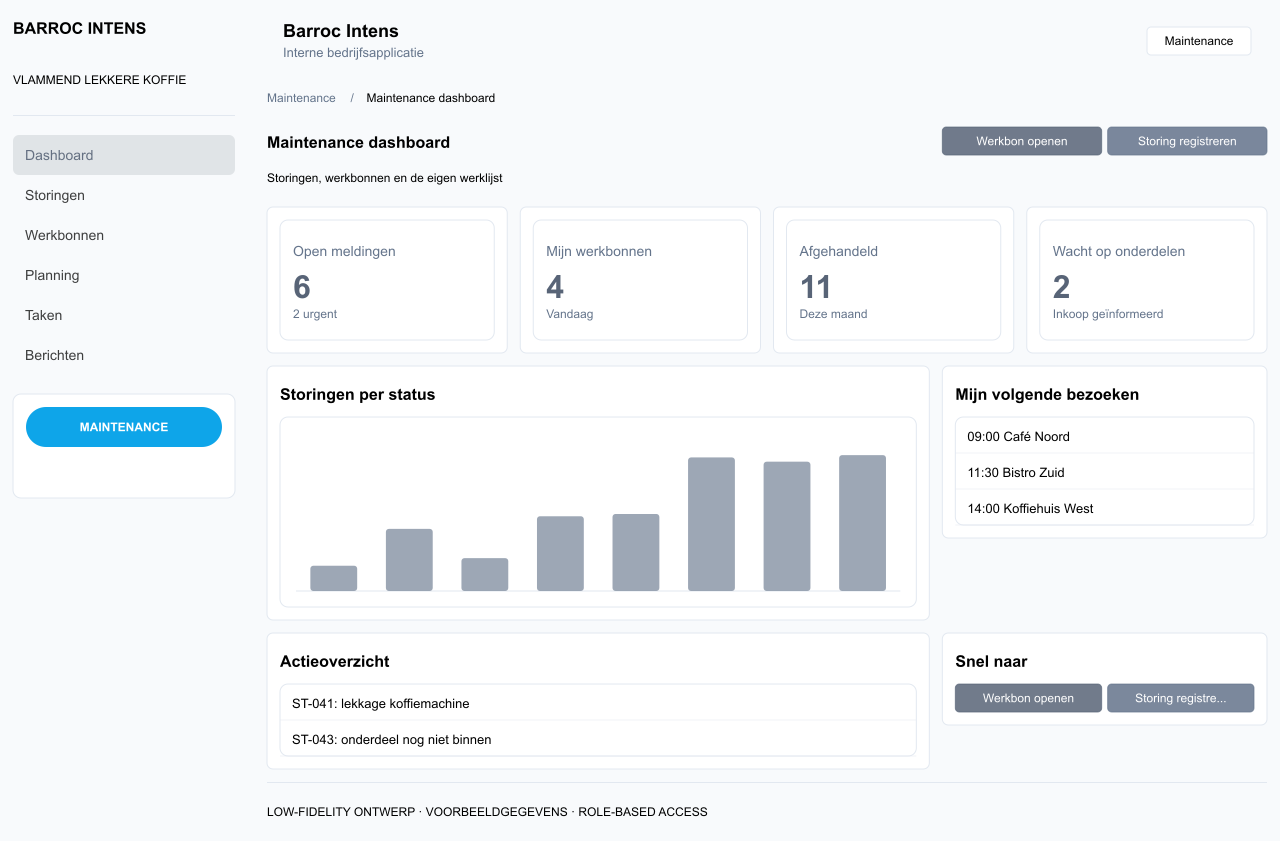 BARROC INTENS
VLAMMEND LEKKERE KOFFIE
Dashboard
Storingen
Werkbonnen
Planning
Taken
Berichten
MAINTENANCE
Barroc Intens
Interne bedrijfsapplicatie
Maintenance
Maintenance / Maintenance dashboard
Maintenance dashboard
Werkbon openen
Storing registreren
Storingen, werkbonnen en de eigen werklijst
Open meldingen
6
2 urgent
Mijn werkbonnen
4
Vandaag
Afgehandeld
11
Deze maand
Wacht op onderdelen
2
Inkoop geïnformeerd
Storingen per status
Mijn volgende bezoeken
09:00 Café Noord
11:30 Bistro Zuid
14:00 Koffiehuis West
Actieoverzicht
ST-041: lekkage koffiemachine
ST-043: onderdeel nog niet binnen
Snel naar
Werkbon openen
Storing registre...
LOW-FIDELITY ONTWERP · VOORBEELDGEGEVENS · ROLE-BASED ACCESS